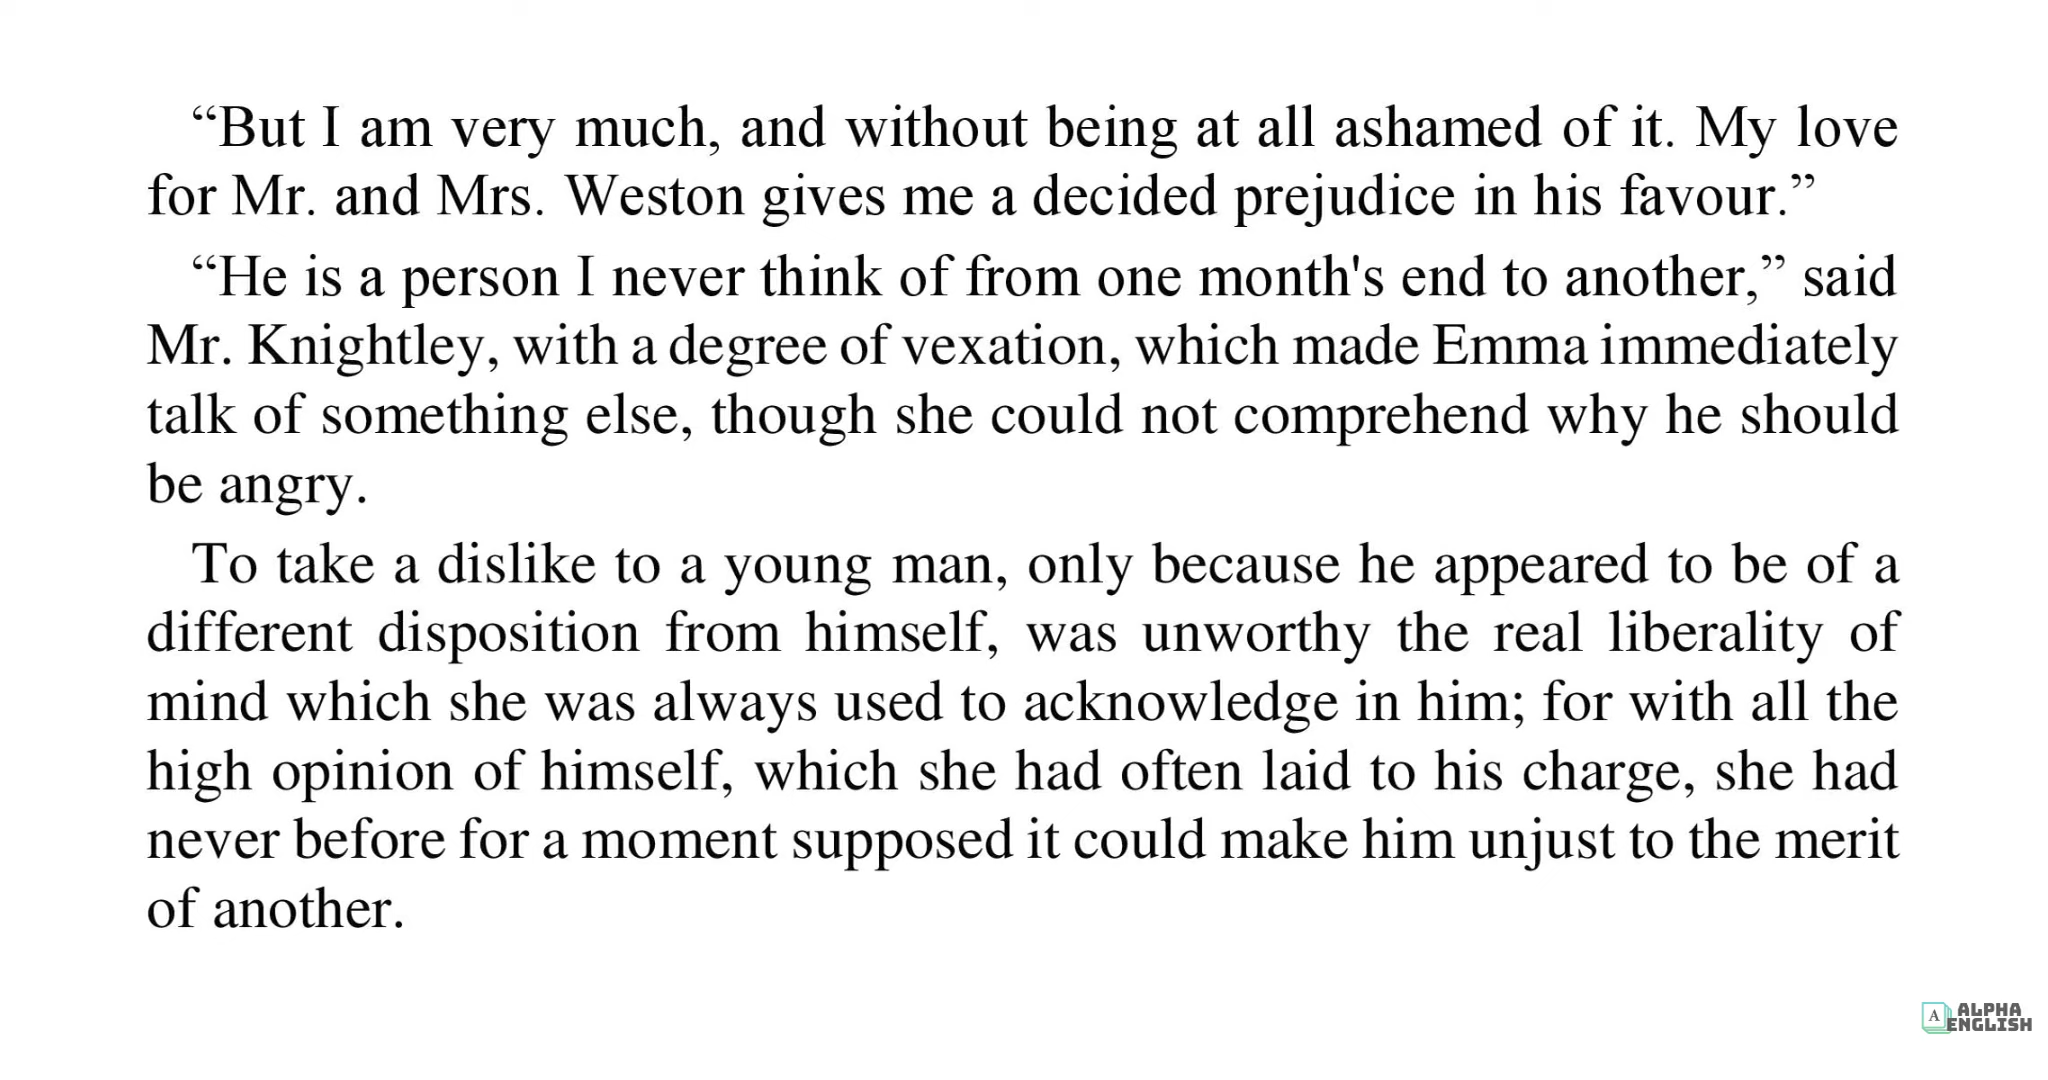 “But I am very much, and without being at all ashamed of it. My love
for Mr. and Mrs. Weston gives me a decided prejudice in his favour.”
“He is a person I never think of from one month's end to another,” said
Mr. Knightley, with a degree of vexation, which made Emma immediately
talk of something else, though she could not comprehend why he should
be angry.
To take a dislike to a young man, only because he appeared to be of a
different disposition from himself, was unworthy the real liberality of
mind which she was always used to acknowledge in him; for with all the
high opinion of himself, which she had often laid to his charge, she had
never before for a moment supposed it could make him unjust to the merit
of another.
A ALPHA
ENGLISH